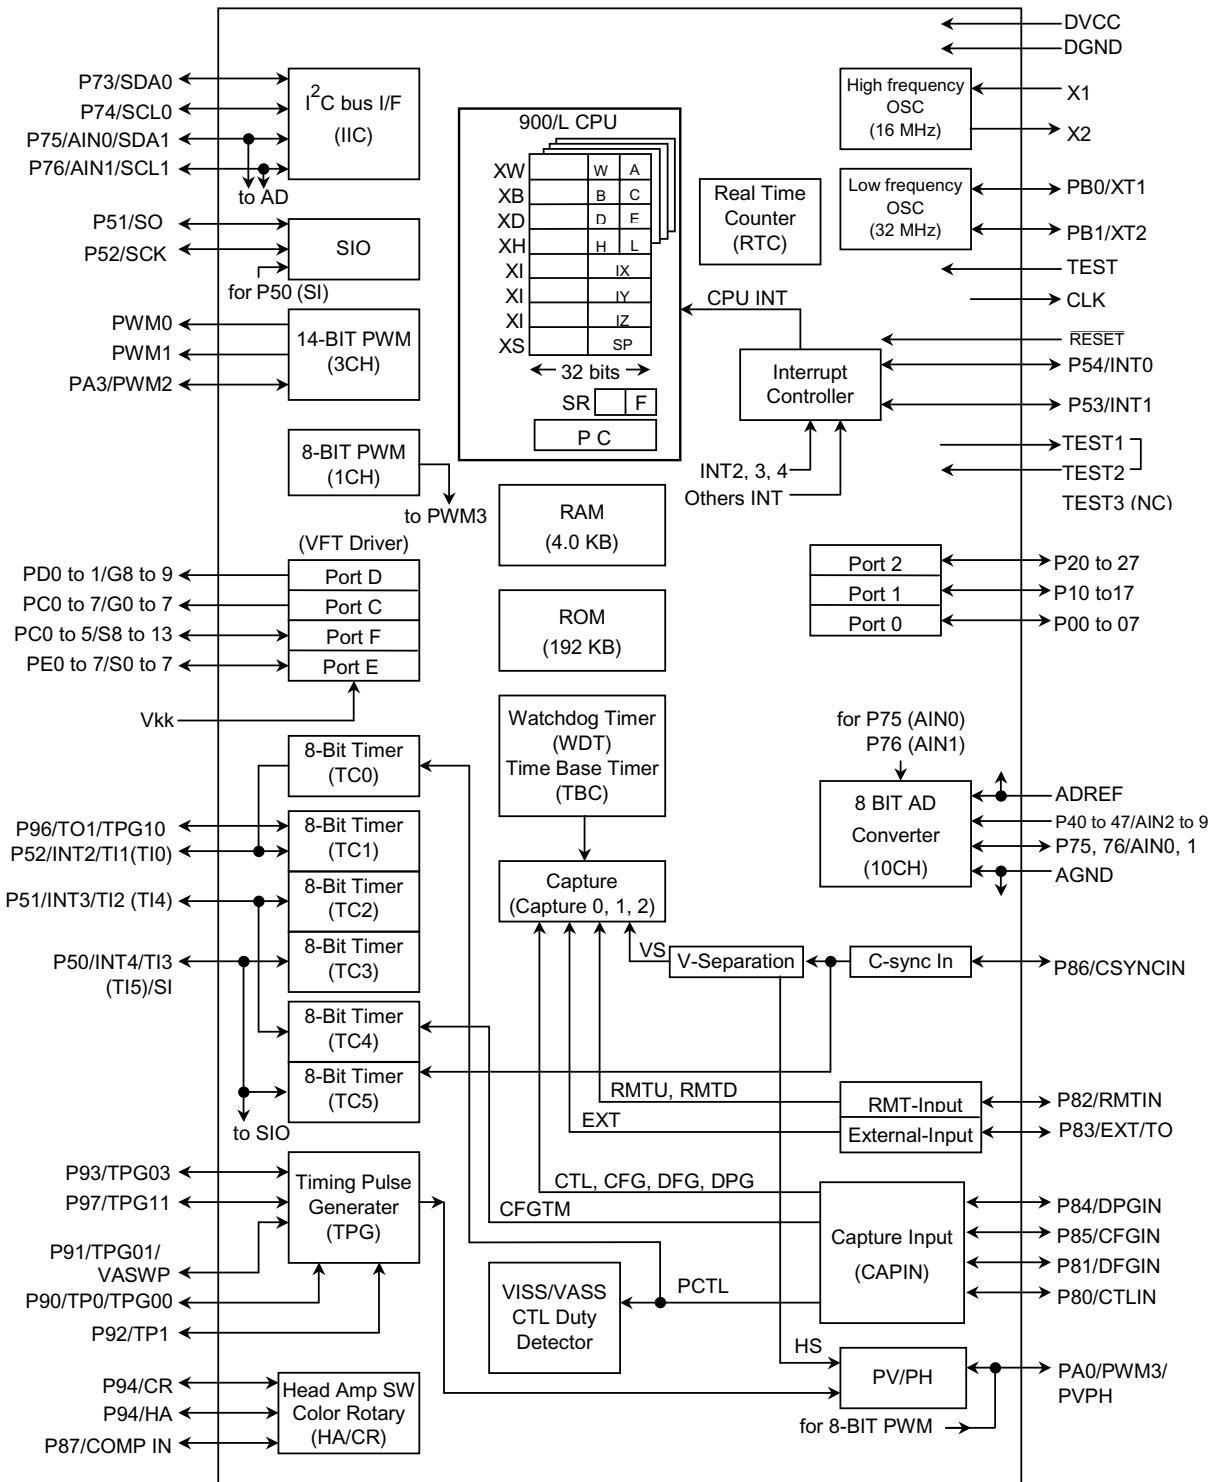 DVCC
DGND
P73/SDA0
P74/SCL0
P75/AIN0/SDA1
P76/AIN1/SCL1
to AD
I2C bus I/F
(IIC)
P51/SO
P52/SCK
for P50 (SI)
SIO
PWM0
PWM1
PA3/PWM2
14-BIT PWM
(3CH)
8-BIT PWM
(1CH)
to PWM3
900/L CPU
XW W A
XB B C
XD D E
XH H L
XI IX
XI IY
XI IZ
XS SP
32 bits
SR F
P C
Real Time
Counter
(RTC)
High frequency
OSC
(16 MHz)
X1
X2
Low frequency
OSC
(32 MHz)
PB0/XT1
PB1/XT2
TEST
CLK
CPU INT
RESET
Interrupt
Controller
P54/INT0
P53/INT1
INT2, 3, 4
Others INT
TEST1
TEST2
TEST3 (NC)
RAM
(4.0 KB)
ROM
(192 KB)
(VFT Driver)
PD0 to 1/G8 to 9
Port D
PC0 to 7/G0 to 7
Port C
PC0 to 5/S8 to 13
Port F
PE0 to 7/S0 to 7
Port E
Vkk
Port 2
P20 to 27
Port 1
P10 to17
Port 0
P00 to 07
Watchdog Timer
(WDT)
Time Base Timer
(TBC)
for P75 (AIN0)
P76 (AIN1)
8 BIT AD
Converter
(10CH)
ADREF
P40 to 47/AIN2 to 9
P75, 76/AIN0, 1
AGND
8-Bit Timer
(TC0)
P96/TO1/TPG10
P52/INT2/TI1(TI0)
8-Bit Timer
(TC1)
P51/INT3/TI2 (TI4)
8-Bit Timer
(TC2)
P50/INT4/TI3
(TI5)/SI
8-Bit Timer
(TC3)
8-Bit Timer
(TC4)
8-Bit Timer
(TC5)
to SIO
Capture
(Capture 0, 1, 2)
VS
V-Separation
C-sync In
P86/CSYNCIN
RMTU, RMTD
RMT-Input
P82/RMTIN
EXT
External-Input
P83/EXT/TO
P93/TPG03
P97/TPG11
P91/TPG01/
VASWP
P90/TP0/TPG00
P92/TP1
Timing Pulse
Generater
(TPG)
CTL, CFG, DFG, DPG
CFGTM
Capture Input
(CAPIN)
P84/DPGIN
P85/CFGIN
P81/DFGIN
P80/CTLIN
VISS/VASS
CTL Duty
Detector
PCTL
HS
PV/PH
PA0/PWM3/
PVPH
for 8-BIT PWM
P94/CR
P94/HA
P87/COMP IN
Head Amp SW
Color Rotary
(HA/CR)